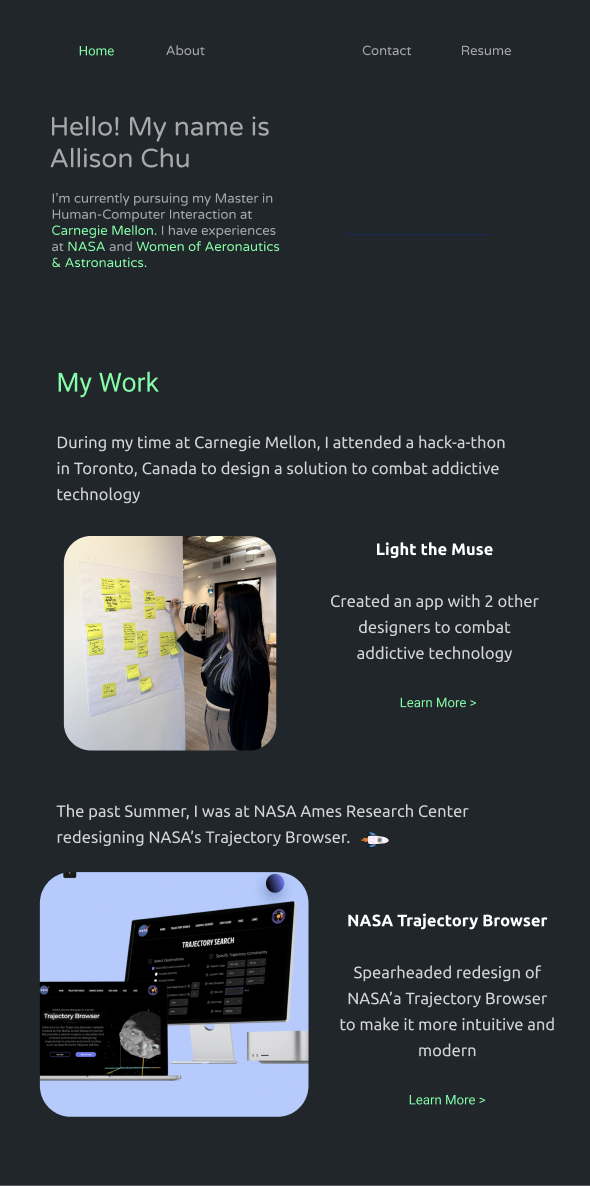 Home About Contact Resume
Hello! My name is
Allison Chu
I'm currently pursuing my Master in
Human-Computer Interaction at
Carnegie Mellon. I have experiences
at NASA and Women of Aeronautics
& Astronautics.
My Work
During my time at Carnegie Mellon, I attended a hack-a-thon
in Toronto, Canada to design a solution to combat addictive
technology
Light the Muse
Created an app with 2 other
designers to combat
addictive technology
Learn More >
The past Summer, I was at NASA Ames Research Center
redesigning NASA's Trajectory Browser.
TRAJECTORY SEARCH
Select Destinations
Specify Trajectory Constraints
Trajectory Browser
NASA Trajectory Browser
Spearheaded redesign of
NASA'a Trajectory Browser
to make it more intuitive and
modern
Learn More >